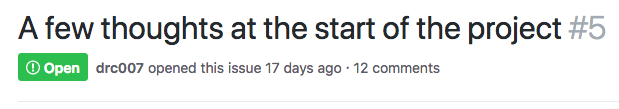 A few thoughts at the start of the project #5
Open drc007 opened this issue 17 days ago · 12 comments